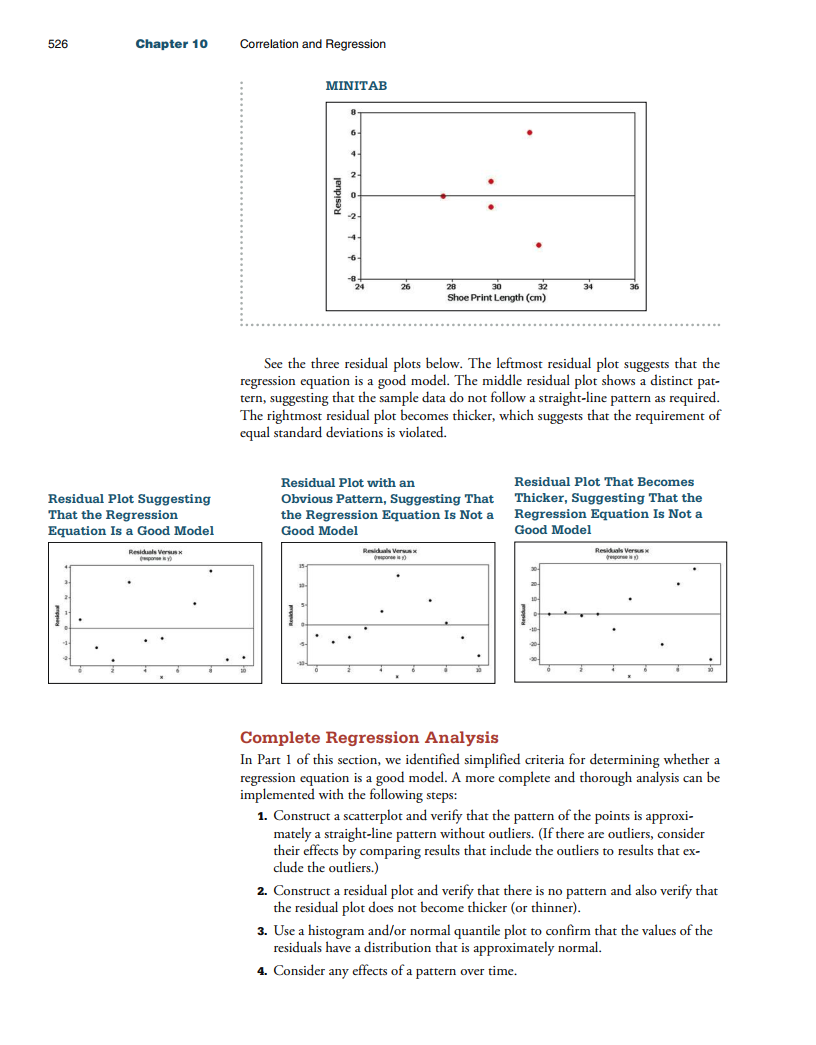 526 Chapter 10 Correlation and Regression
MINITAB
8
6
4
2
0
-2
-4
-6
-8
Residual
24 26 28 30 32 34 36
Shoe Print Length (cm)
See the three residual plots below. The leftmost residual plot suggests that the
regression equation is a good model. The middle residual plot shows a distinct pat-
tern, suggesting that the sample data do not follow a straight-line pattern as required.
The rightmost residual plot becomes thicker, which suggests that the requirement of
equal standard deviations is violated.
Residual Plot Suggesting
That the Regression
Equation Is a Good Model
Residuals Versus x
(response is y)
4
3
2
1
0
-1
-2
Residual
0 2 4 6 8 10
x
Residual Plot with an
Obvious Pattern, Suggesting That
the Regression Equation Is Not a
Good Model
Residuals Versus x
(response is y)
15
10
5
0
-5
-10
Residual
0 2 4 6 8 10
x
Residual Plot That Becomes
Thicker, Suggesting That the
Regression Equation Is Not a
Good Model
Residuals Versus x
(response is y)
30
20
10
0
-10
-20
-30
Residual
0 2 4 6 8 10
x
Complete Regression Analysis
In Part 1 of this section, we identified simplified criteria for determining whether a
regression equation is a good model. A more complete and thorough analysis can be
implemented with the following steps:
1. Construct a scatterplot and verify that the pattern of the points is approxi-
mately a straight-line pattern without outliers. (If there are outliers, consider
their effects by comparing results that include the outliers to results that ex-
clude the outliers.)
2. Construct a residual plot and verify that there is no pattern and also verify that
the residual plot does not become thicker (or thinner).
3. Use a histogram and/or normal quantile plot to confirm that the values of the
residuals have a distribution that is approximately normal.
4. Consider any effects of a pattern over time.